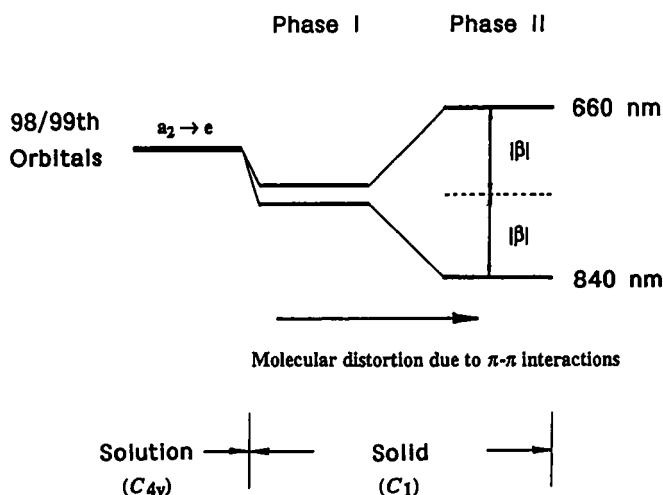 Phase I
Phase II
98/99th
Orbitals
a₂ → e
660 nm
|β|
|β|
840 nm
Molecular distortion due to π-π interactions
Solution
(C₄ᵥ)
Solid
(C₁)